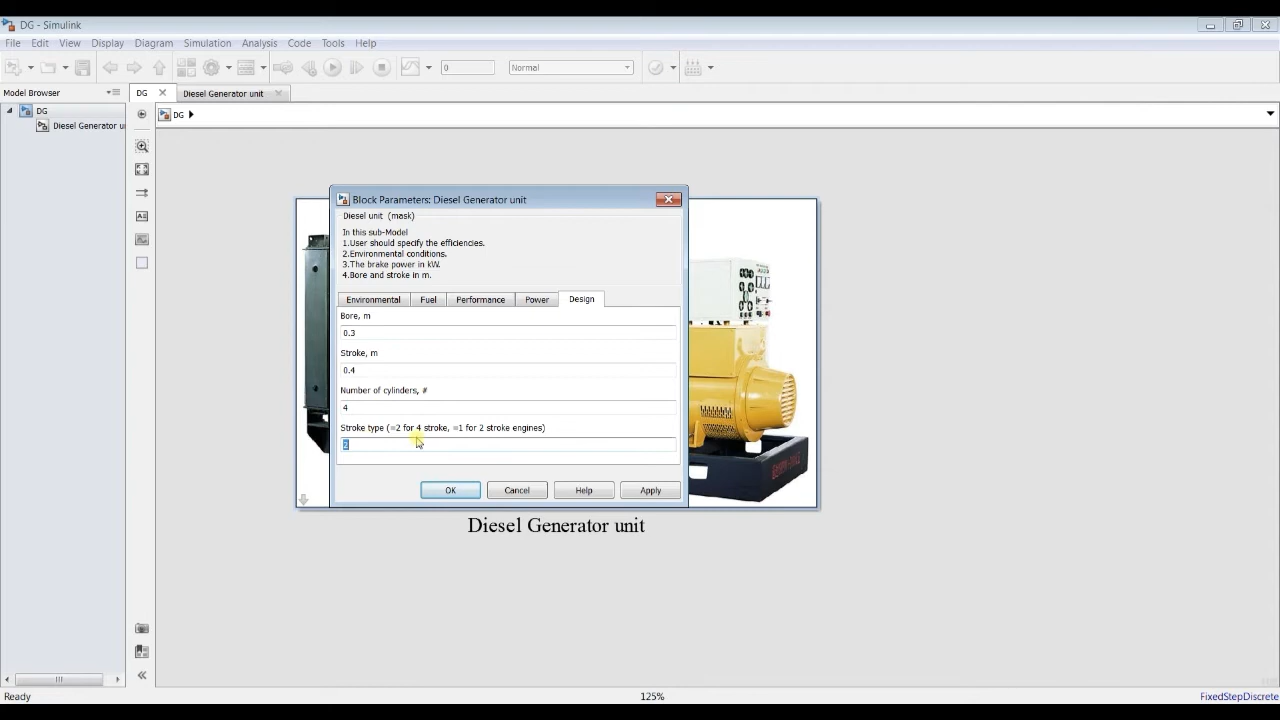 DG - Simulink
File Edit View Display Diagram Simulation Analysis Code Tools Help
0 Normal
Model Browser DG Diesel Generator unit
DG
DG
Diesel Generator u
Block Parameters: Diesel Generator unit
Diesel unit (mask)
In this sub-Model
1.User should specify the efficiencies.
2.Environmental conditions.
3.The brake power in kW.
4.Bore and stroke in m.
Environmental Fuel Performance Power Design
Bore, m
0.3
Stroke, m
0.4
Number of cylinders, #
4
Stroke type (=2 for 4 stroke, =1 for 2 stroke engines)
2
OK Cancel Help Apply
Diesel Generator unit
Ready 125% FixedStepDiscrete